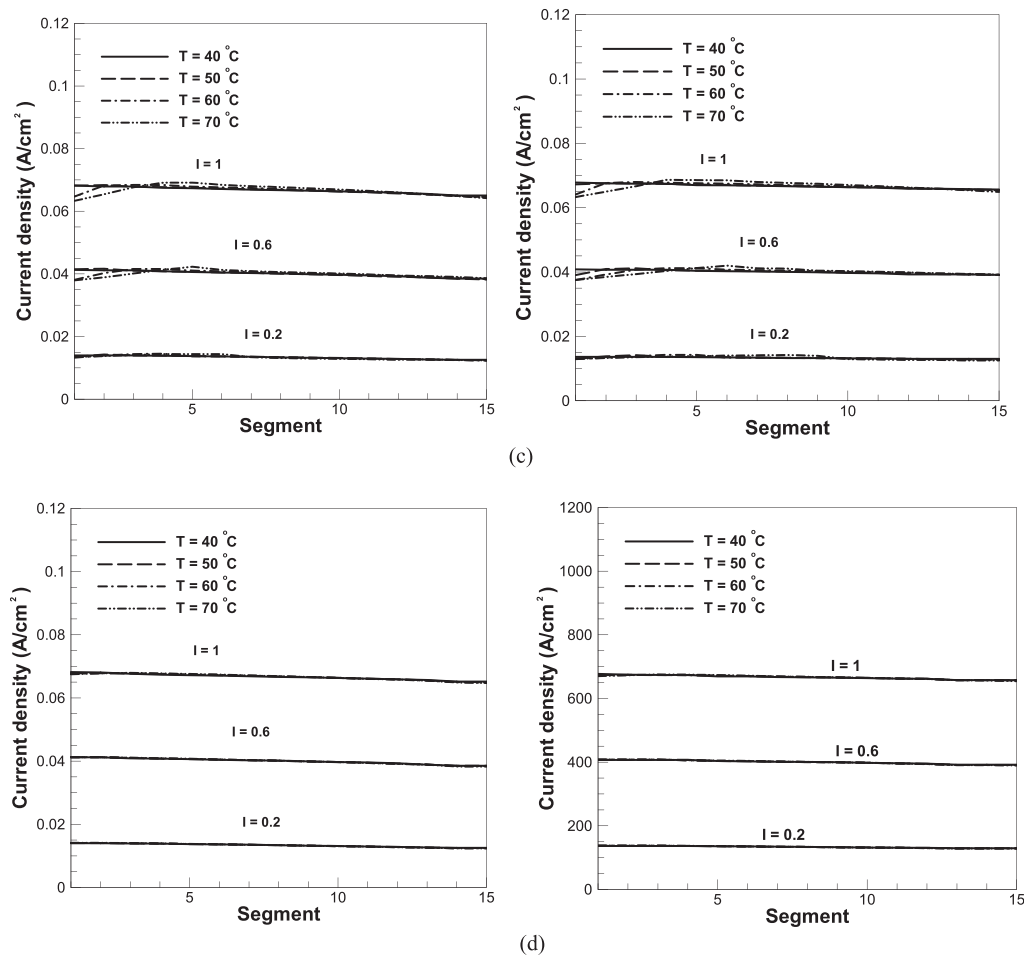 0.12
0.1
0.08
0.06
0.04
0.02
0
5
10
15
Current density (A/cm²)
Segment
T = 40 °C
T = 50 °C
T = 60 °C
T = 70 °C
I = 1
I = 0.6
I = 0.2
0.12
0.1
0.08
0.06
0.04
0.02
0
5
10
15
Current density (A/cm²)
Segment
T = 40 °C
T = 50 °C
T = 60 °C
T = 70 °C
I = 1
I = 0.6
I = 0.2
(c)
0.12
0.1
0.08
0.06
0.04
0.02
0
5
10
15
Current density (A/cm²)
Segment
T = 40 °C
T = 50 °C
T = 60 °C
T = 70 °C
I = 1
I = 0.6
I = 0.2
1200
1000
800
600
400
200
0
5
10
15
Current density (A/cm²)
Segment
T = 40 °C
T = 50 °C
T = 60 °C
T = 70 °C
I = 1
I = 0.6
I = 0.2
(d)